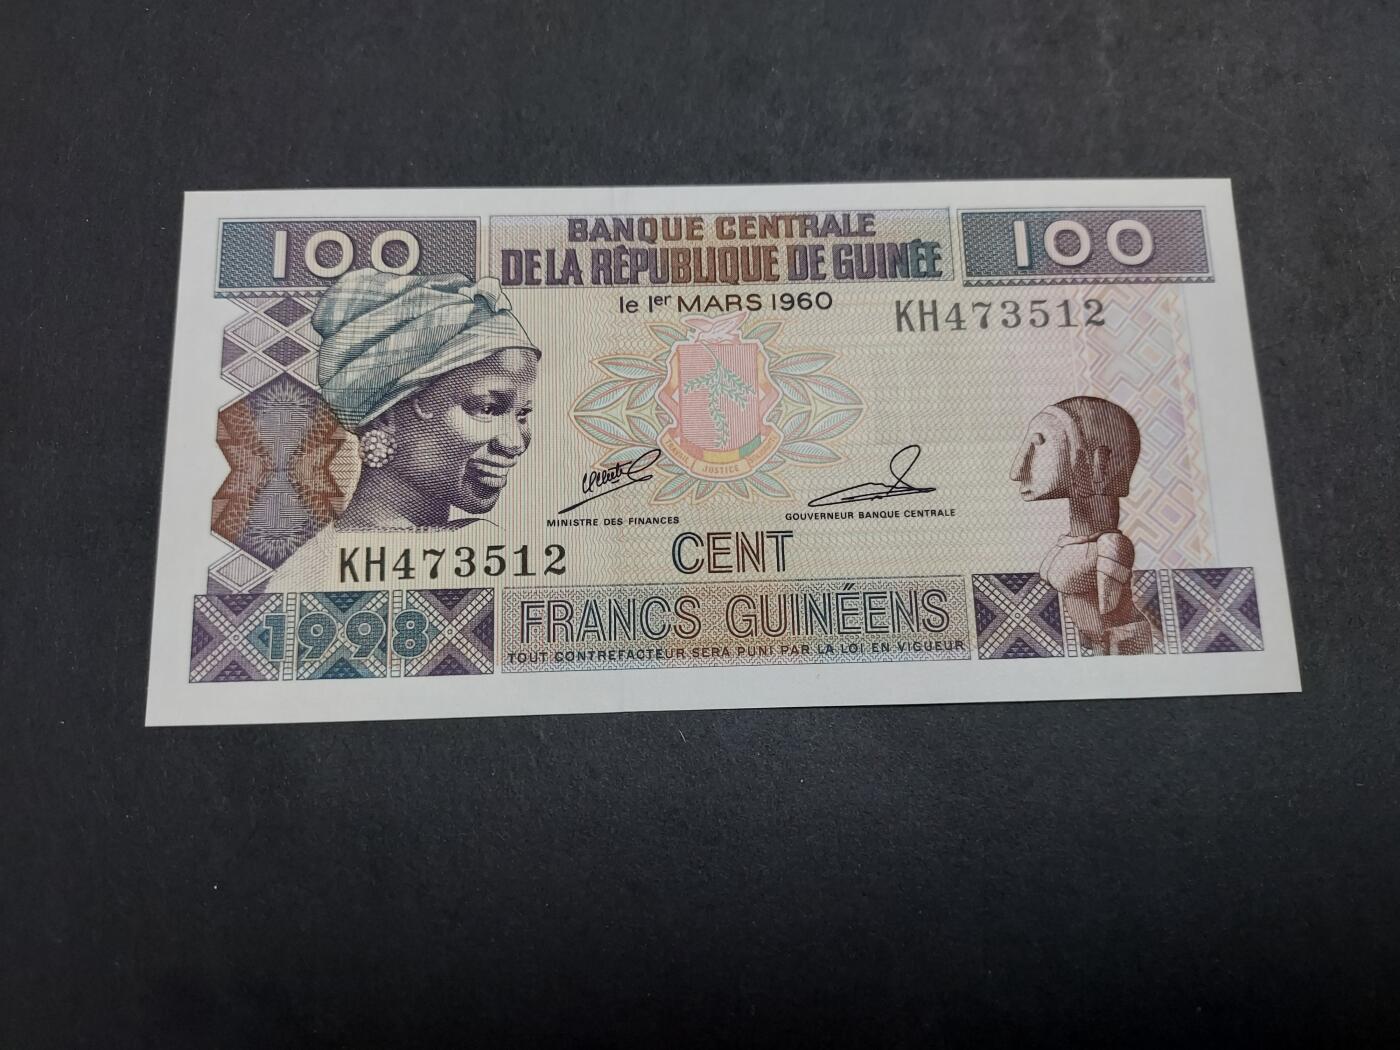 100
BANQUE CENTRALE
DE LA RÉPUBLIQUE DE GUINÉE
100
le 1er MARS 1960
KH473512
JUSTICE
MINISTRE DES FINANCES
GOUVERNEUR BANQUE CENTRALE
KH473512
CENT
1998
FRANCS GUINÉENS
TOUT CONTREFACTEUR SERA PUNI PAR LA LOI EN VIGUEUR